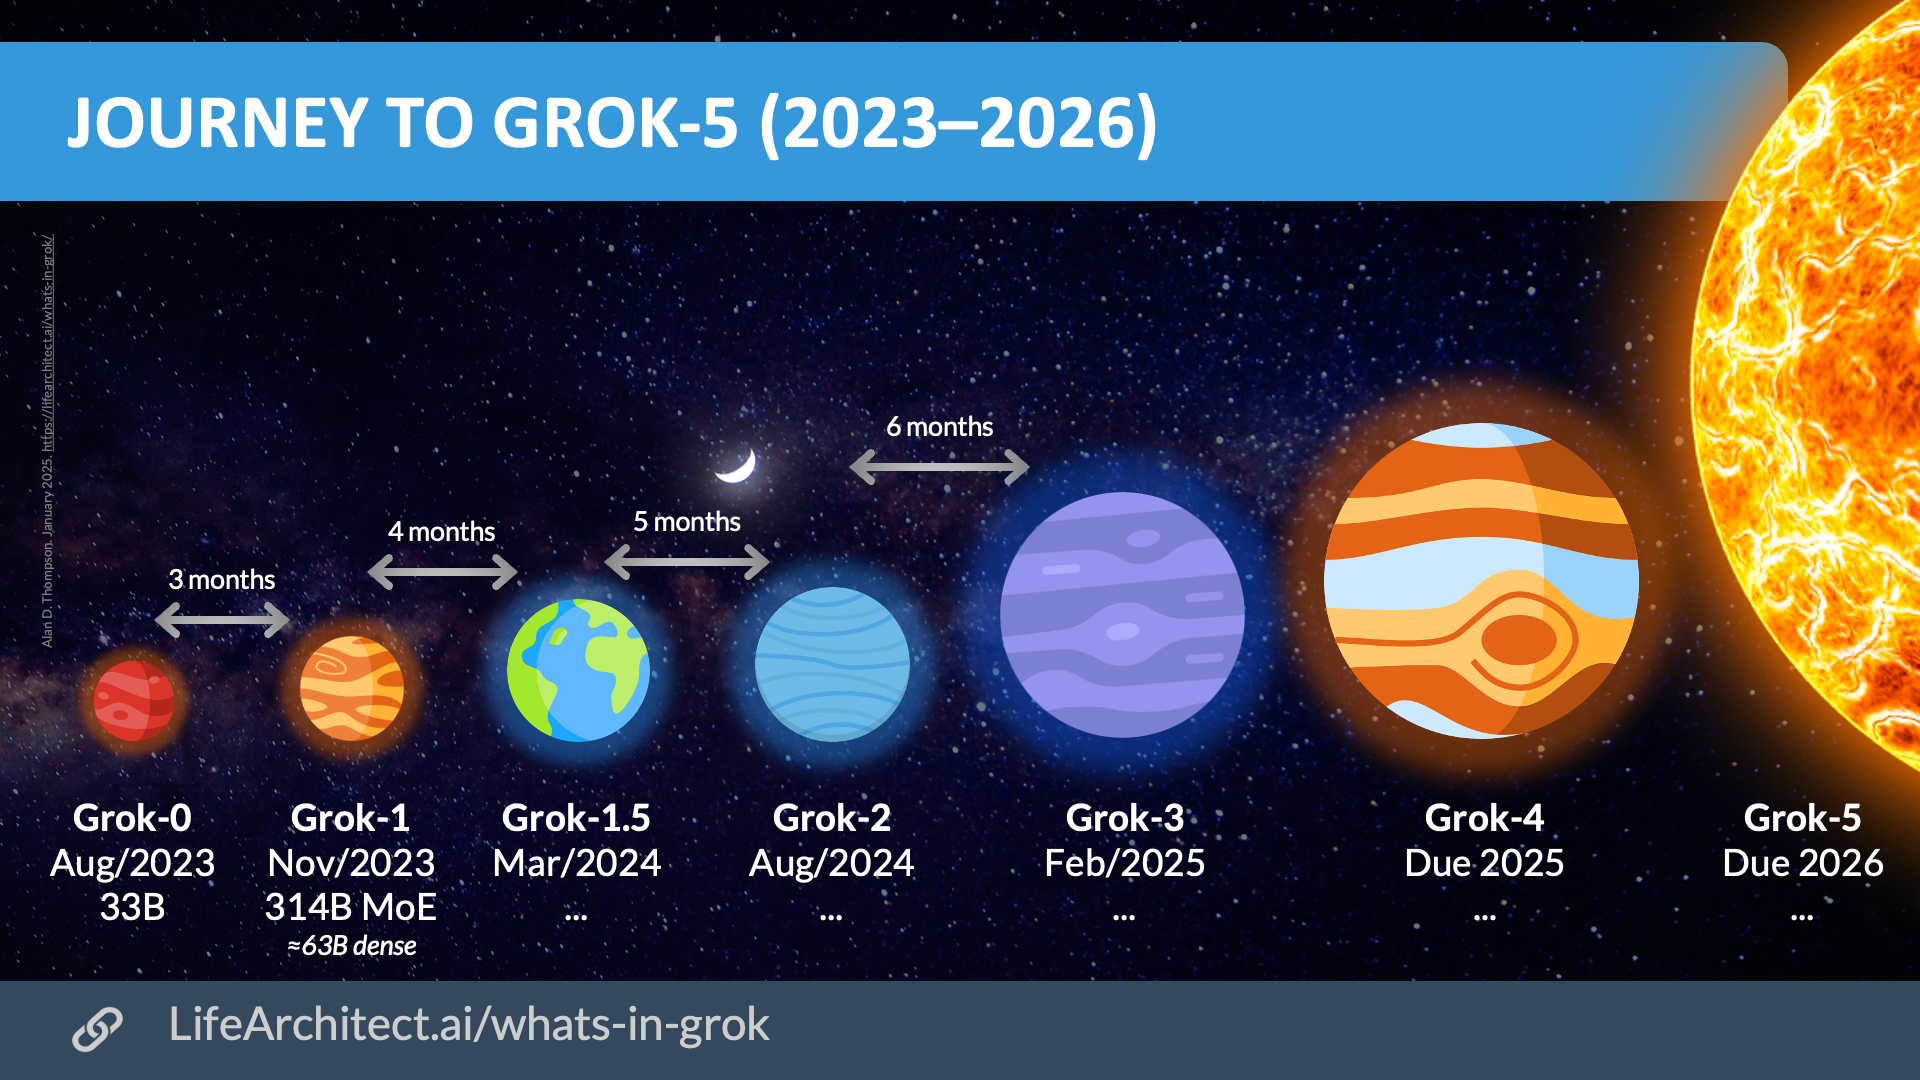 JOURNEY TO GROK-5 (2023–2026)
Alan D. Thompson. January 2025. https://lifearchitect.ai/whats-in-grok/
3 months
4 months
5 months
6 months
Grok-0
Aug/2023
33B
Grok-1
Nov/2023
314B MoE
≈63B dense
Grok-1.5
Mar/2024
...
Grok-2
Aug/2024
...
Grok-3
Feb/2025
...
Grok-4
Due 2025
...
Grok-5
Due 2026
...
LifeArchitect.ai/whats-in-grok